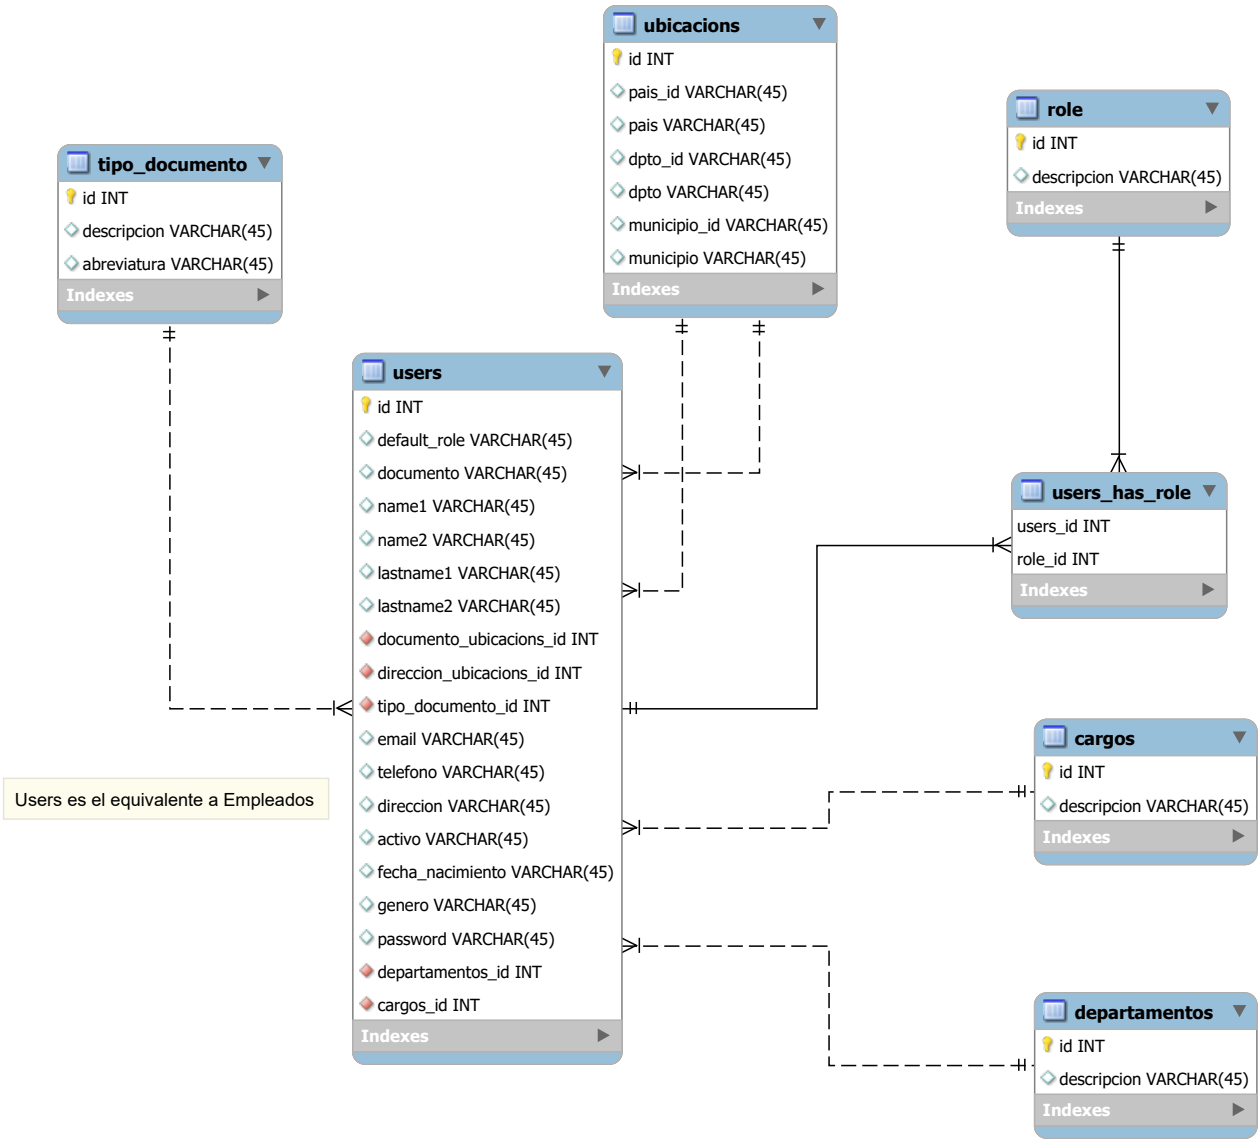 ubicacions
id INT
pais_id VARCHAR(45)
pais VARCHAR(45)
dpto_id VARCHAR(45)
dpto VARCHAR(45)
municipio_id VARCHAR(45)
municipio VARCHAR(45)
Indexes
role
id INT
descripcion VARCHAR(45)
Indexes
tipo_documento
id INT
descripcion VARCHAR(45)
abreviatura VARCHAR(45)
Indexes
users
id INT
default_role VARCHAR(45)
documento VARCHAR(45)
name1 VARCHAR(45)
name2 VARCHAR(45)
lastname1 VARCHAR(45)
lastname2 VARCHAR(45)
documento_ubicacions_id INT
direccion_ubicacions_id INT
tipo_documento_id INT
email VARCHAR(45)
telefono VARCHAR(45)
direccion VARCHAR(45)
activo VARCHAR(45)
fecha_nacimiento VARCHAR(45)
genero VARCHAR(45)
password VARCHAR(45)
departamentos_id INT
cargos_id INT
Indexes
users_has_role
users_id INT
role_id INT
Indexes
Users es el equivalente a Empleados
cargos
id INT
descripcion VARCHAR(45)
Indexes
departamentos
id INT
descripcion VARCHAR(45)
Indexes